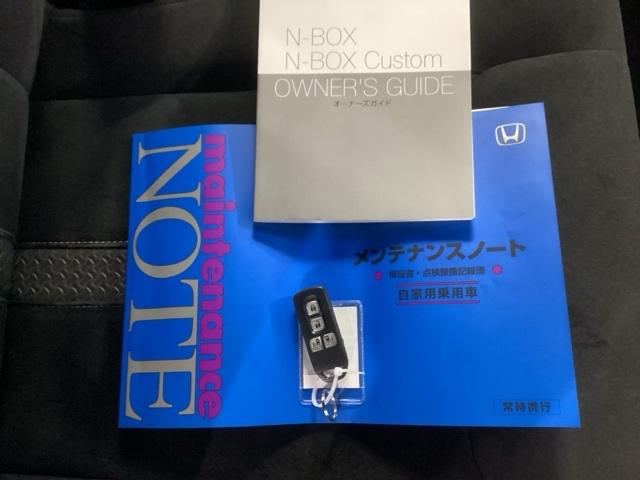 N-BOX
N-BOX Custom
OWNER'S GUIDE
オーナーズガイド
maintenance
NOTE
メンテナンスノート
保証書・点検整備記録簿
自家用乗用車
常時携行